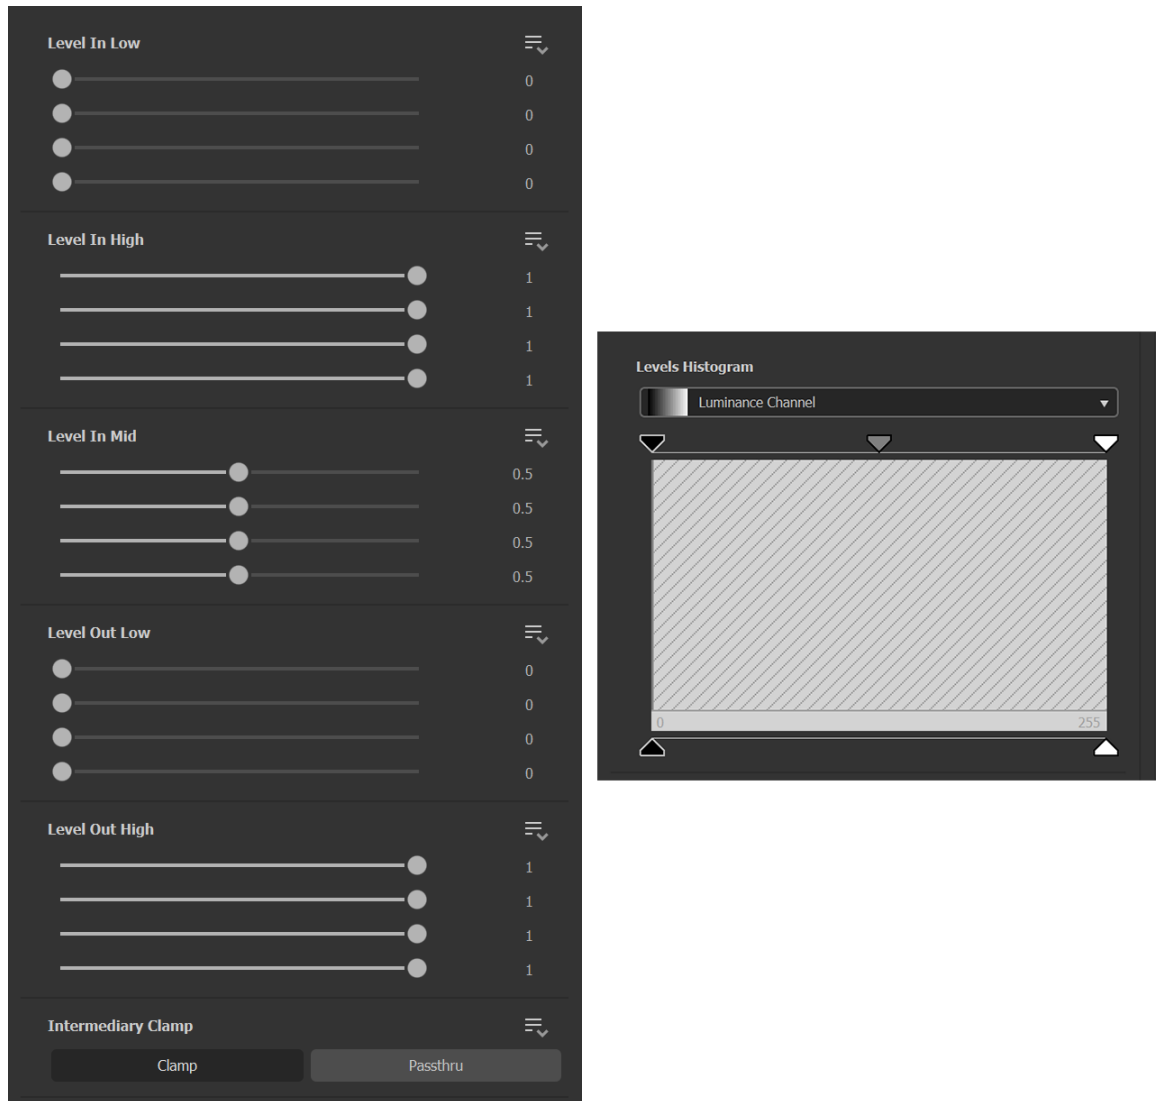 Level In Low
0
0
0
0
Level In High
1
1
1
1
Level In Mid
0.5
0.5
0.5
0.5
Level Out Low
0
0
0
0
Level Out High
1
1
1
1
Intermediary Clamp
Clamp Passthru
Levels Histogram
Luminance Channel
0 255